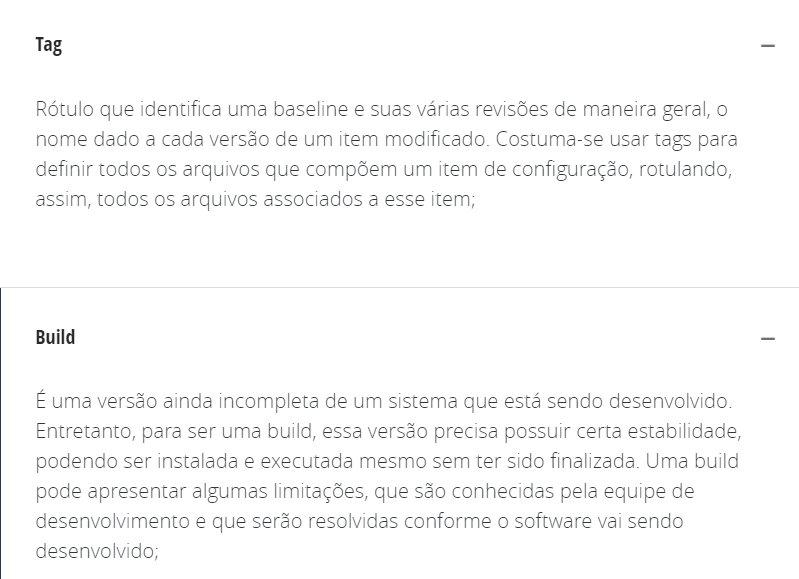 Tag
Rótulo que identifica uma baseline e suas várias revisões de maneira geral, o
nome dado a cada versão de um item modificado. Costuma-se usar tags para
definir todos os arquivos que compõem um item de configuração, rotulando,
assim, todos os arquivos associados a esse item;
Build
É uma versão ainda incompleta de um sistema que está sendo desenvolvido.
Entretanto, para ser uma build, essa versão precisa possuir certa estabilidade,
podendo ser instalada e executada mesmo sem ter sido finalizada. Uma build
pode apresentar algumas limitações, que são conhecidas pela equipe de
desenvolvimento e que serão resolvidas conforme o software vai sendo
desenvolvido;